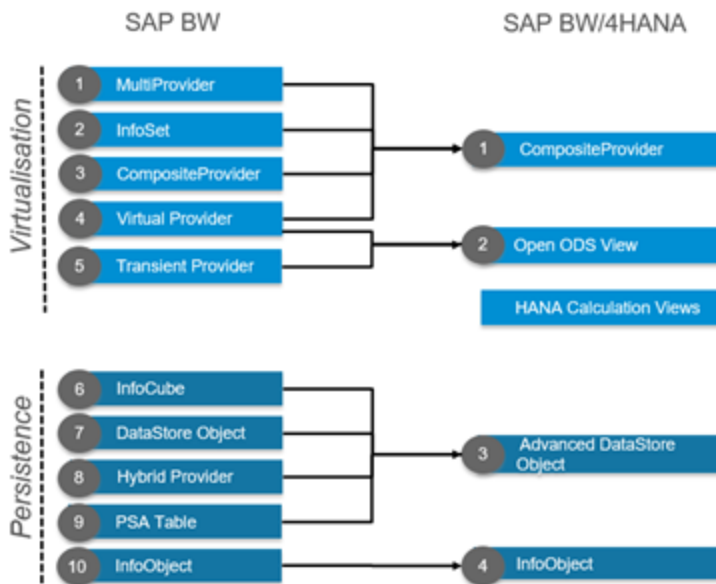 SAP BW
SAP BW/4HANA
Virtualisation
1 MultiProvider
2 InfoSet
3 CompositeProvider
4 Virtual Provider
5 Transient Provider
1 CompositeProvider
2 Open ODS View
HANA Calculation Views
Persistence
6 InfoCube
7 DataStore Object
8 Hybrid Provider
9 PSA Table
10 InfoObject
3 Advanced DataStore
Object
4 InfoObject